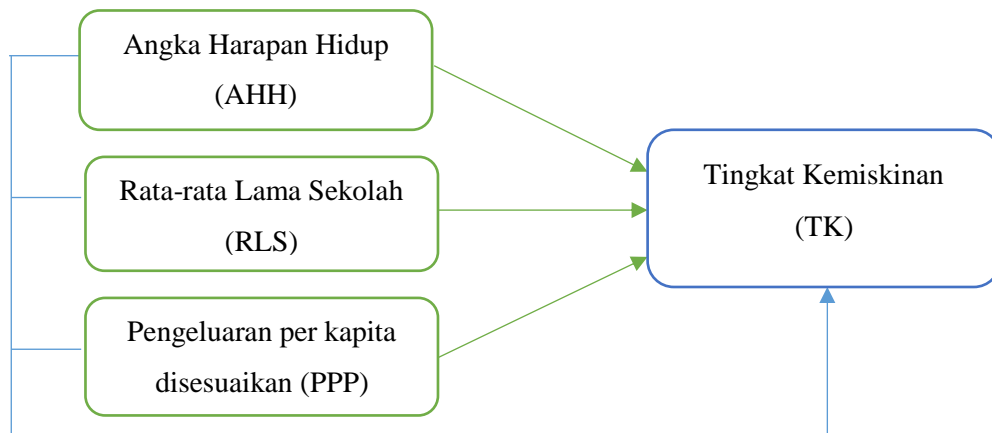 Angka Harapan Hidup
(AHH)
Rata-rata Lama Sekolah
(RLS)
Pengeluaran per kapita
disesuaikan (PPP)
Tingkat Kemiskinan
(TK)